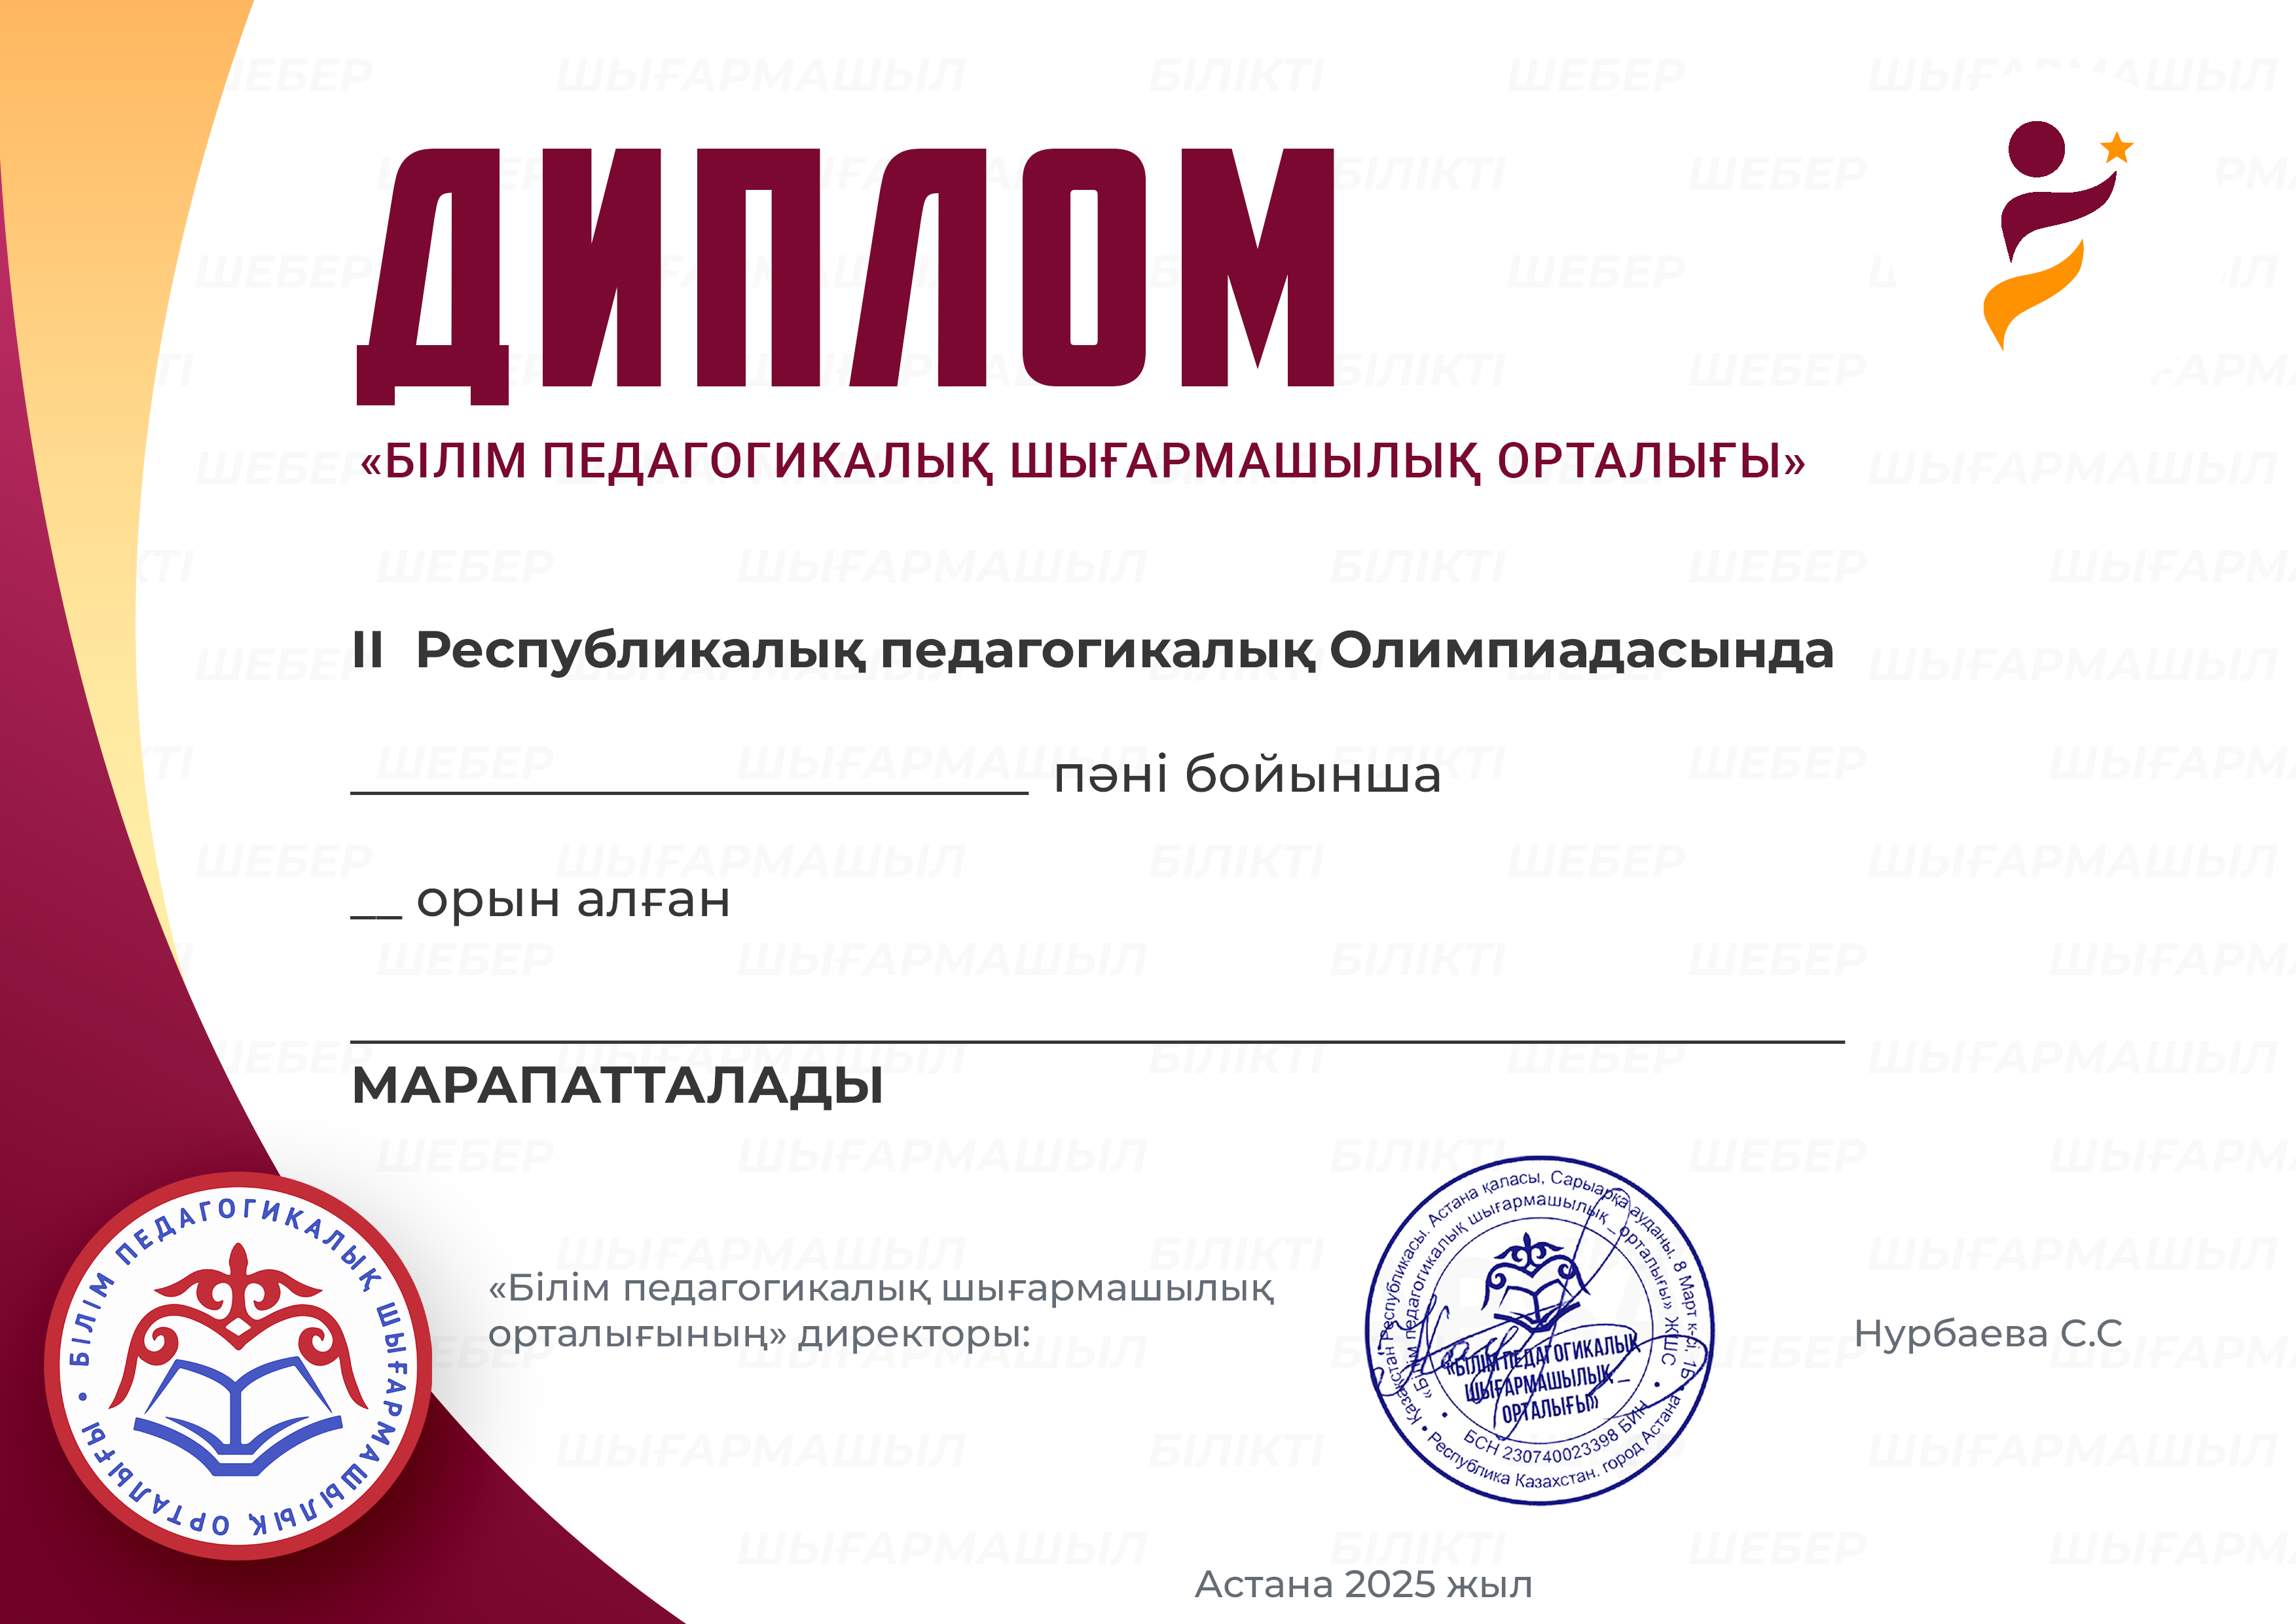 ДИПЛОМ
«БІЛІМ ПЕДАГОГИКАЛЫҚ ШЫҒАРМАШЫЛЫҚ ОРТАЛЫҒЫ»
II Республикалық педагогикалық Олимпиадасында
____________________ пәні бойынша
__ орын алған
____________________
МАРАПАТТАЛАДЫ
БІЛІМ ПЕДАГОГИКАЛЫҚ ШЫҒАРМАШЫЛЫҚ ОРТАЛЫҒЫ •
«Білім педагогикалық шығармашылық
орталығының» директоры:
Қазақстан Республикасы. Астана қаласы, Сарыарқа ауданы. 8 Март к-сі, 1Б •
«Білім педагогикалық шығармашылық _ орталығы» ЖШС •
«БІЛІМ ПЕДАГОГИКАЛЫҚ
ШЫҒАРМАШЫЛЫҚ _
ОРТАЛЫҒЫ»
• БСН 230740023398 БИН
• Республика Казахстан. город Астана •
Нурбаева С.С
Астана 2025 жыл
ШЕБЕР ШЫҒАРМАШЫЛ БІЛІКТІ